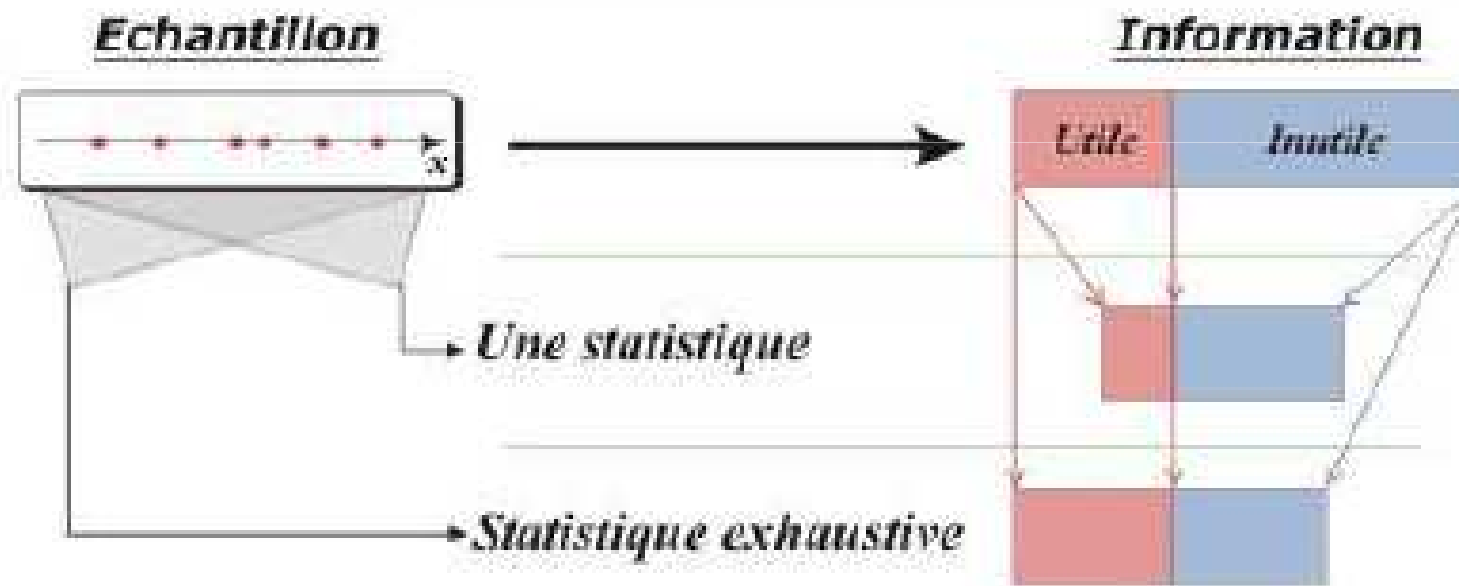 Echantillon
Information
x
Utile
Inutile
Une statistique
Statistique exhaustive